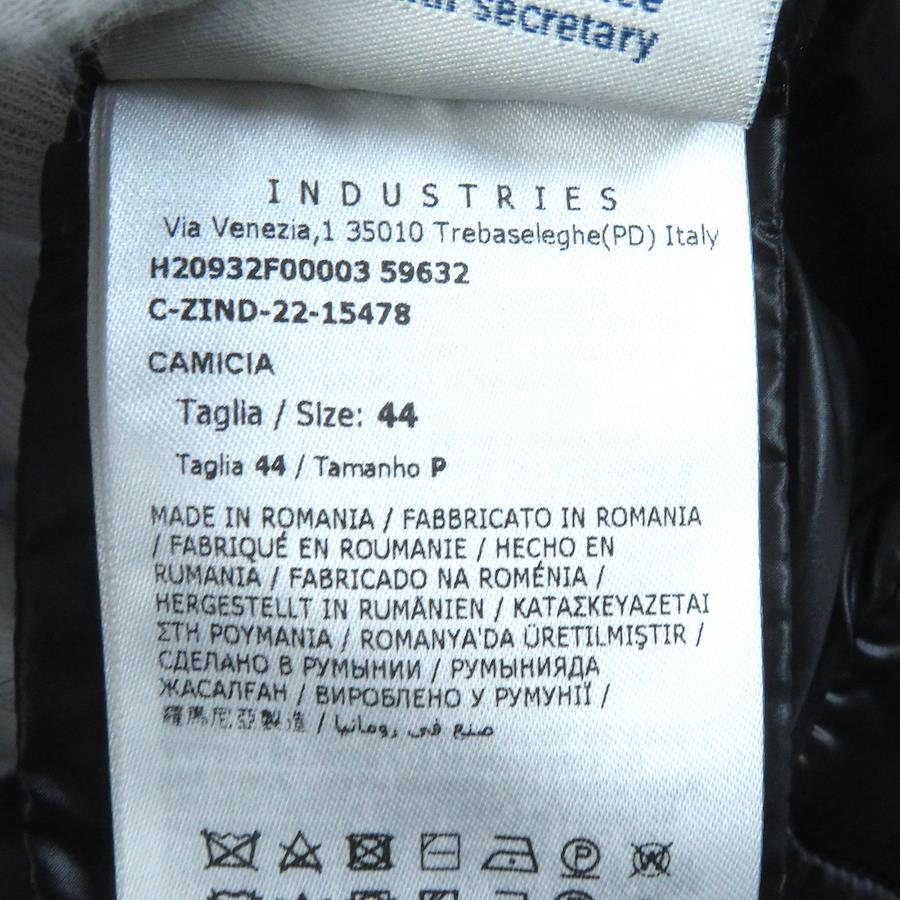 secretary
INDUSTRIES
Via Venezia,1 35010 Trebaseleghe(PD) Italy
H20932F00003 59632
C-ZIND-22-15478
CAMICIA
Taglia / Size: 44
Taglia 44 / Tamanho P
MADE IN ROMANIA / FABBRICATO IN ROMANIA
/ FABRIQUÉ EN ROUMANIE / HECHO EN
RUMANIA / FABRICADO NA ROMÉNIA /
HERGESTELLT IN RUMÄNIEN / ΚΑΤΑΣΚΕΥΑΖΕΤΑΙ
ΣΤΗ ΡΟΥΜΑΝΙΑ / ROMANYA'DA ÜRETILMIŞTIR /
СДЕЛАНО В РУМЫНИИ / РУМЫНИЯДА
ЖАСАЛҒАН / ВИРОБЛЕНО У РУМУНІЇ /
羅馬尼亞製造 / صنع في رومانيا
P
W